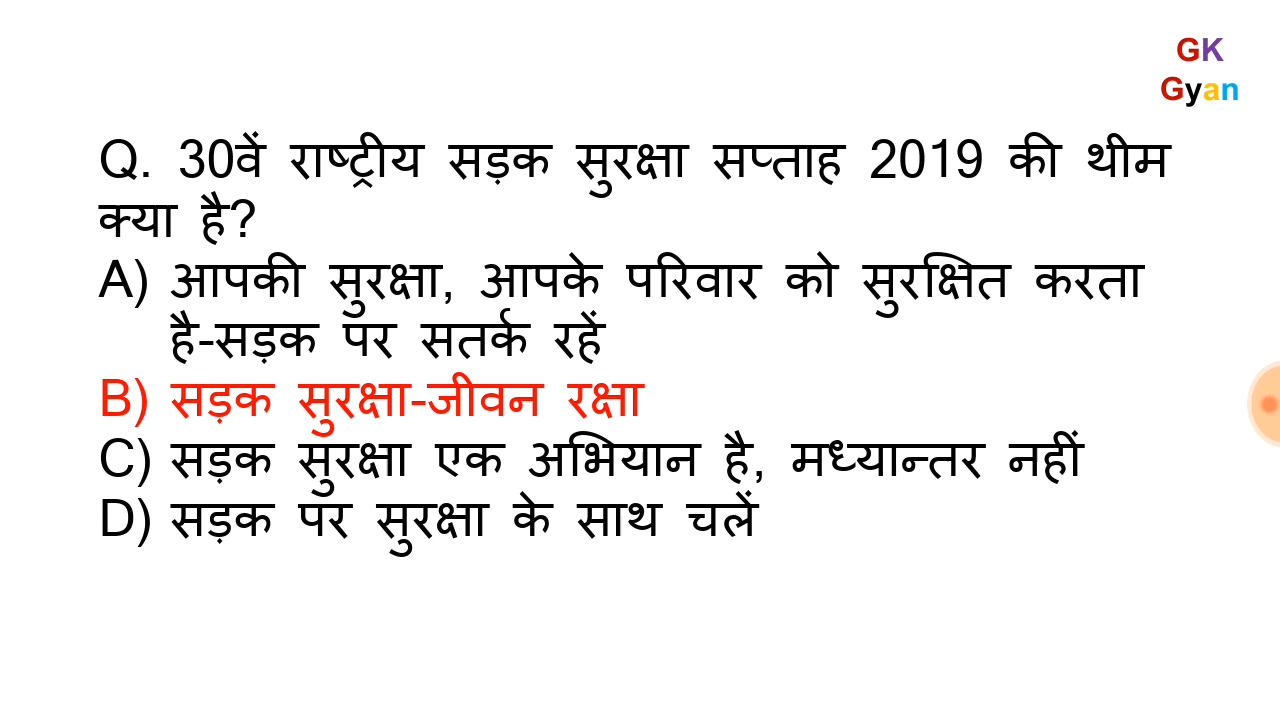 GK
Gyan
Q. 30वें राष्ट्रीय सड़क सुरक्षा सप्ताह 2019 की थीम
क्या है?
A) आपकी सुरक्षा, आपके परिवार को सुरक्षित करता
है-सड़क पर सतर्क रहें
B) सड़क सुरक्षा-जीवन रक्षा
C) सड़क सुरक्षा एक अभियान है, मध्यान्तर नहीं
D) सड़क पर सुरक्षा के साथ चलें